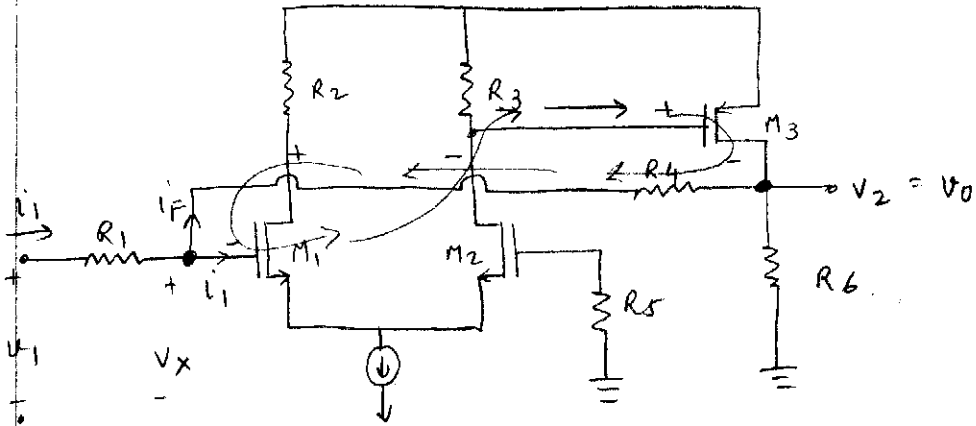 R2
R3
+
M3
+
-
-
R4
V2 = V0
i1
iF
R1
-
M1
M2
+
+
i1
R5
R6
V1
Vx
-
-